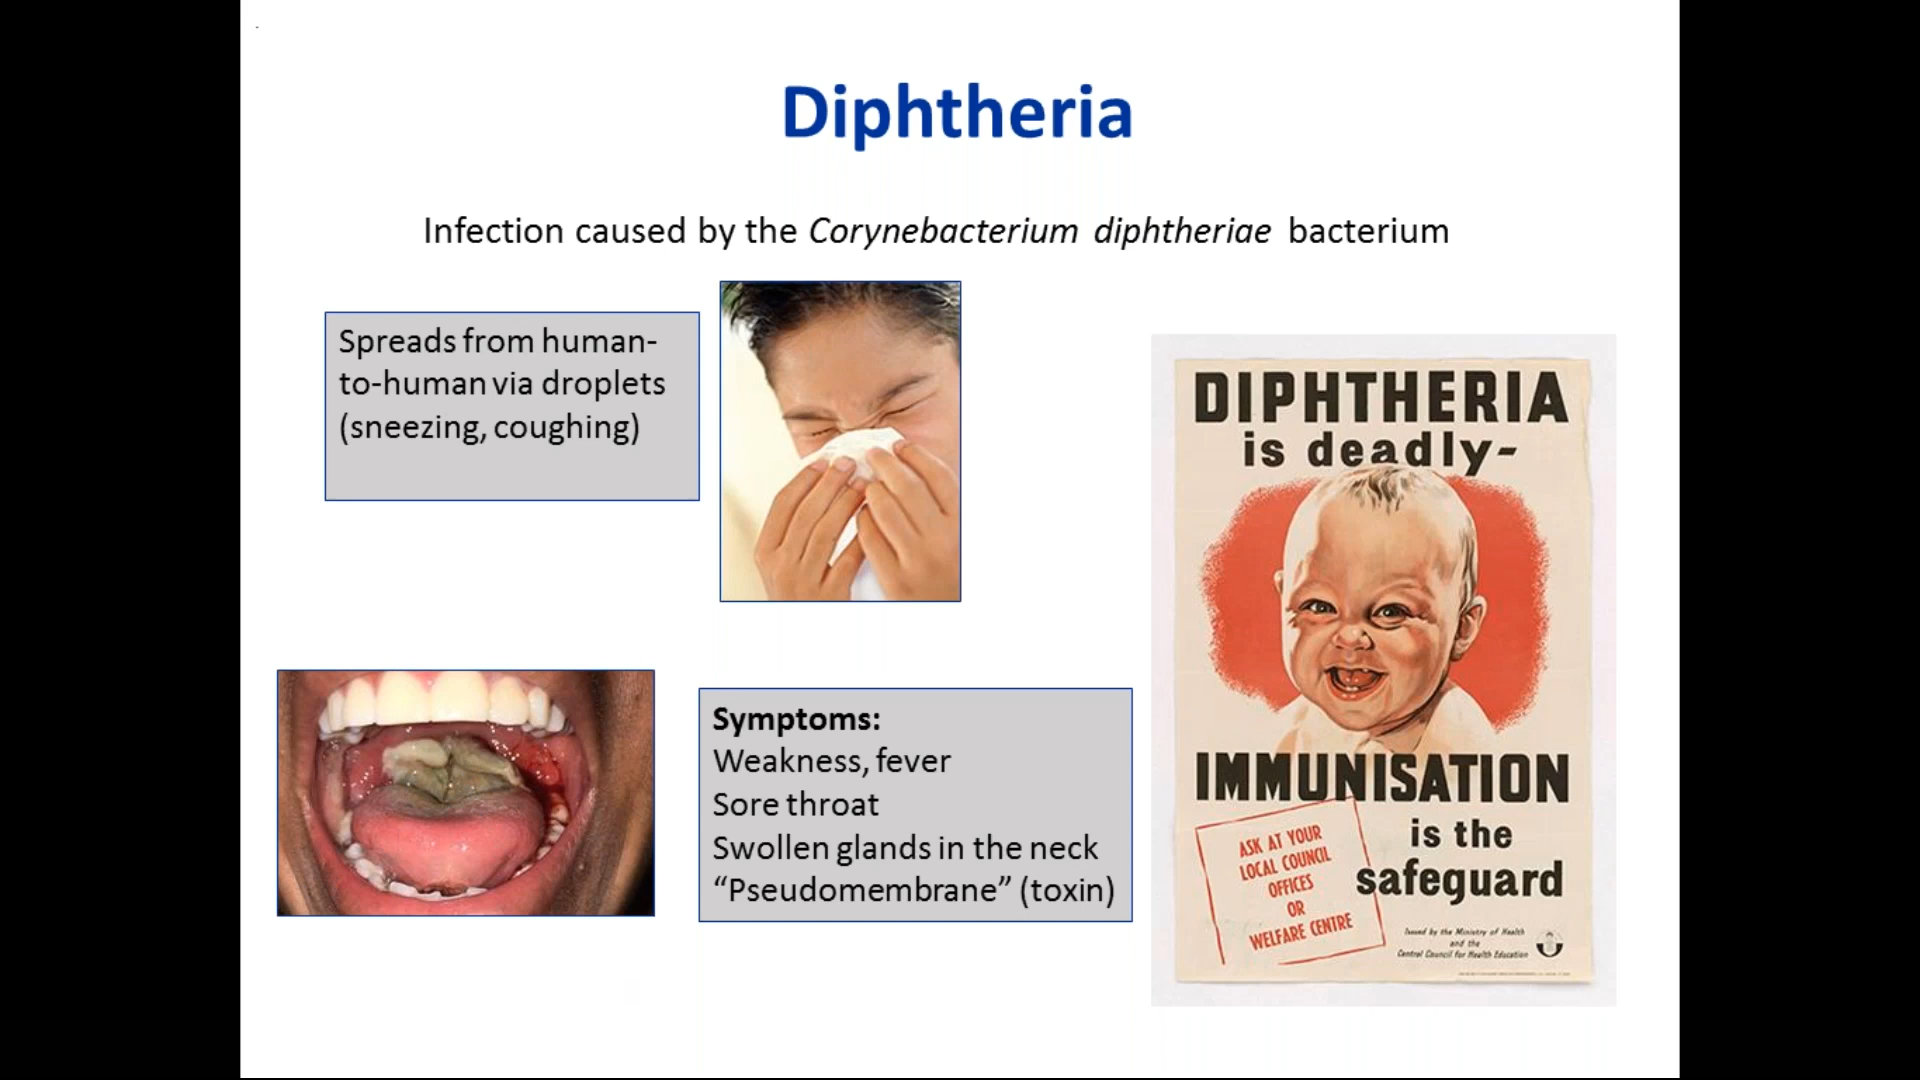 Diphtheria
Infection caused by the Corynebacterium diphtheriae bacterium
Spreads from human-
to-human via droplets
(sneezing, coughing)
Symptoms:
Weakness, fever
Sore throat
Swollen glands in the neck
“Pseudomembrane” (toxin)
DIPHTHERIA
is deadly-
IMMUNISATION
is the
safeguard
ASK AT YOUR
LOCAL COUNCIL
OFFICES
OR
WELFARE CENTRE
Issued by the Ministry of Health
and the
Central Council for Health Education